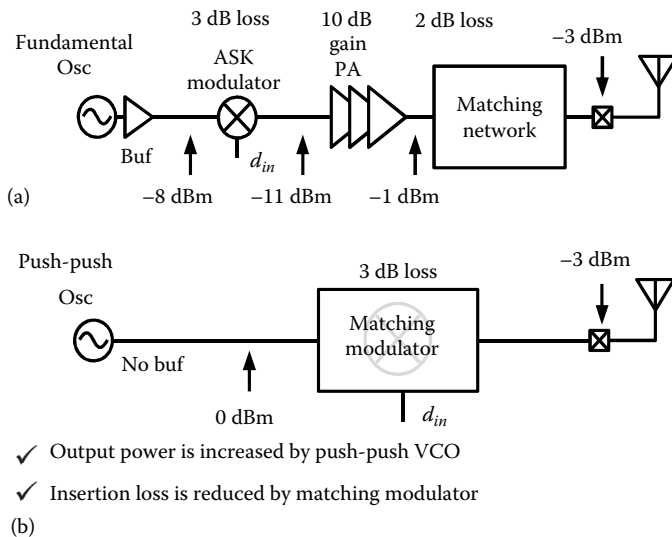 3 dB loss
10 dB
gain
PA
2 dB loss
–3 dBm
Fundamental
Osc
ASK
modulator
Matching
network
Buf
d_in
–8 dBm
–11 dBm
–1 dBm
(a)
Push-push
Osc
3 dB loss
–3 dBm
Matching
modulator
No buf
0 dBm
d_in
✓ Output power is increased by push-push VCO
✓ Insertion loss is reduced by matching modulator
(b)